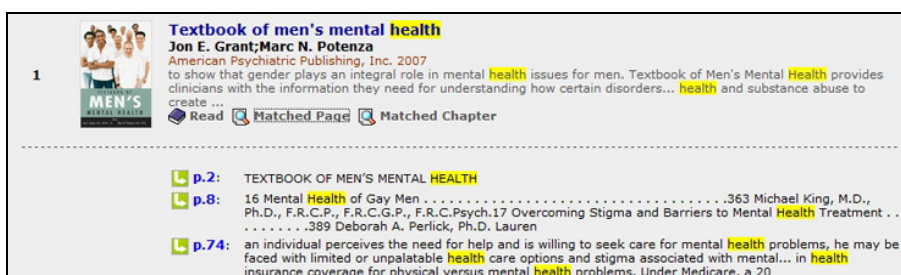 Textbook of men's mental health
Jon E. Grant;Marc N. Potenza
American Psychiatric Publishing, Inc. 2007
1
to show that gender plays an integral role in mental health issues for men. Textbook of Men's Mental Health provides
clinicians with the information they need for understanding how certain disorders... health and substance abuse to
create ...
MEN'S
MENTAL HEALTH
Read Matched Page Matched Chapter
p.2: TEXTBOOK OF MEN'S MENTAL HEALTH
p.8: 16 Mental Health of Gay Men . . . . . . . . . . . . . . . . . . . . . . . . . . . . . . . . . . .363 Michael King, M.D.,
Ph.D., F.R.C.P., F.R.C.G.P., F.R.C.Psych.17 Overcoming Stigma and Barriers to Mental Health Treatment . .
. . . . . . . .389 Deborah A. Perlick, Ph.D. Lauren
p.74: an individual perceives the need for help and is willing to seek care for mental health problems, he may be
faced with limited or unpalatable health care options and stigma associated with mental... in health
insurance coverage for physical versus mental health problems. Under Medicare, a 20